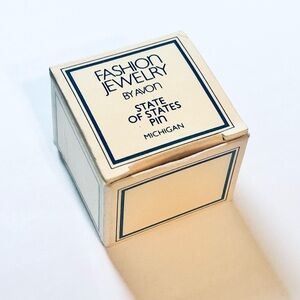 FASHION
JEWELRY
BY AVON
STATE
OF STATES
PIN
MICHIGAN